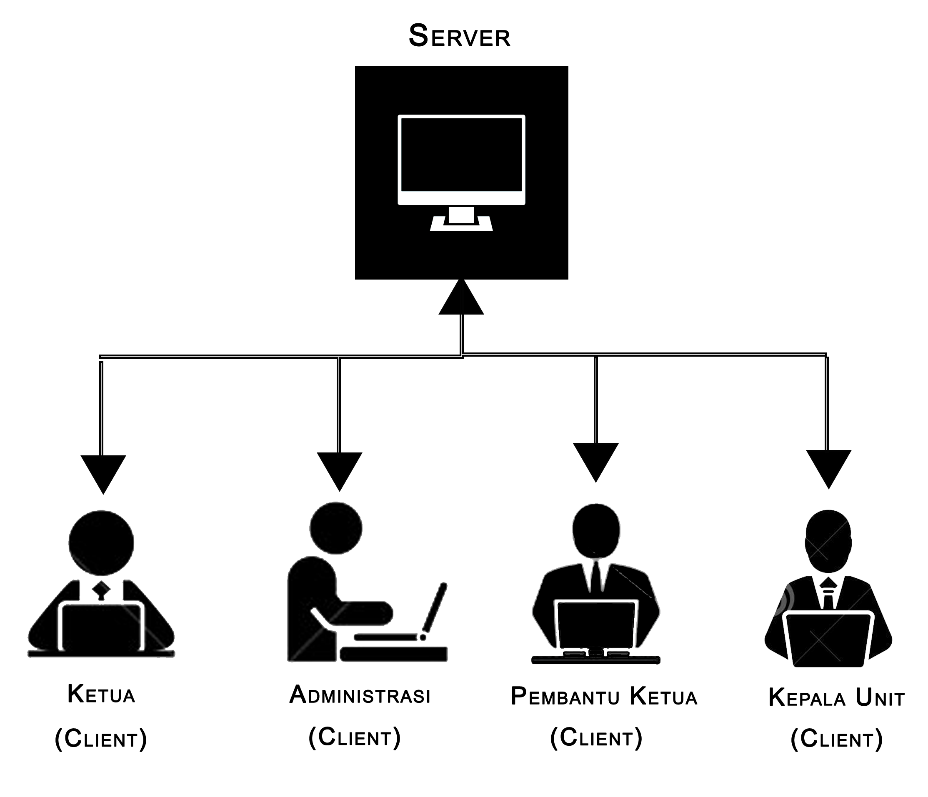 Server
Ketua
(Client)
Administrasi
(Client)
Pembantu Ketua
(Client)
Kepala Unit
(Client)